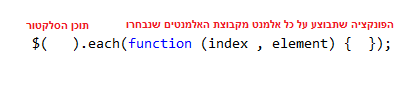 הפונקציה שתבוצע על כל אלמנט מקבוצת האלמנטים שנבחרו
תוכן הסלקטור
$(   ).each(function (index , element) {  });